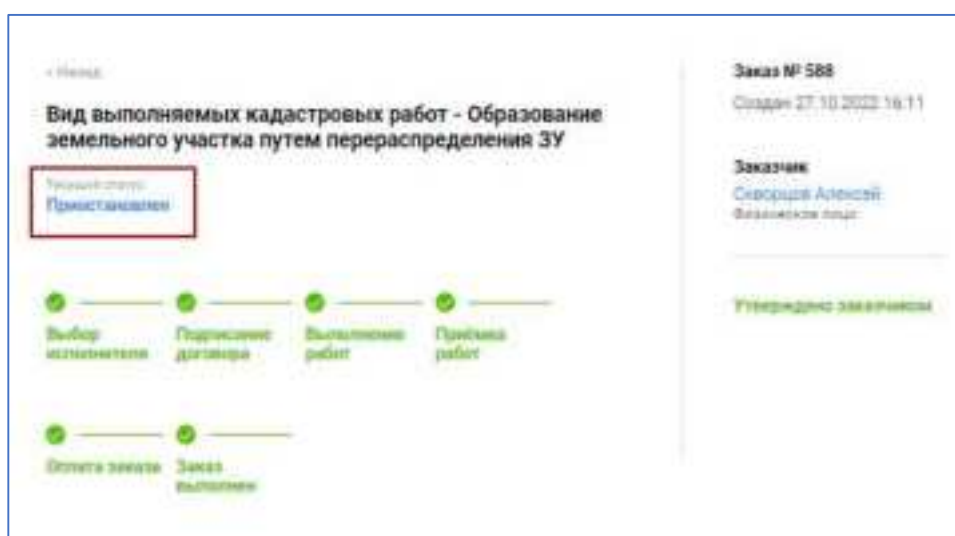 ‹ Назад
Вид выполняемых кадастровых работ - Образование
земельного участка путем перераспределения ЗУ
Текущий статус
Приостановлен
Выбор
исполнителя
Подписание
договора
Выполнение
работ
Приёмка
работ
Оплата заказа
Заказ
выполнен
Заказ № 588
Создан 27.10.2022 16:11
Заказчик
Скворцов Алексей
Физическое лицо
Утверждено заказчиком